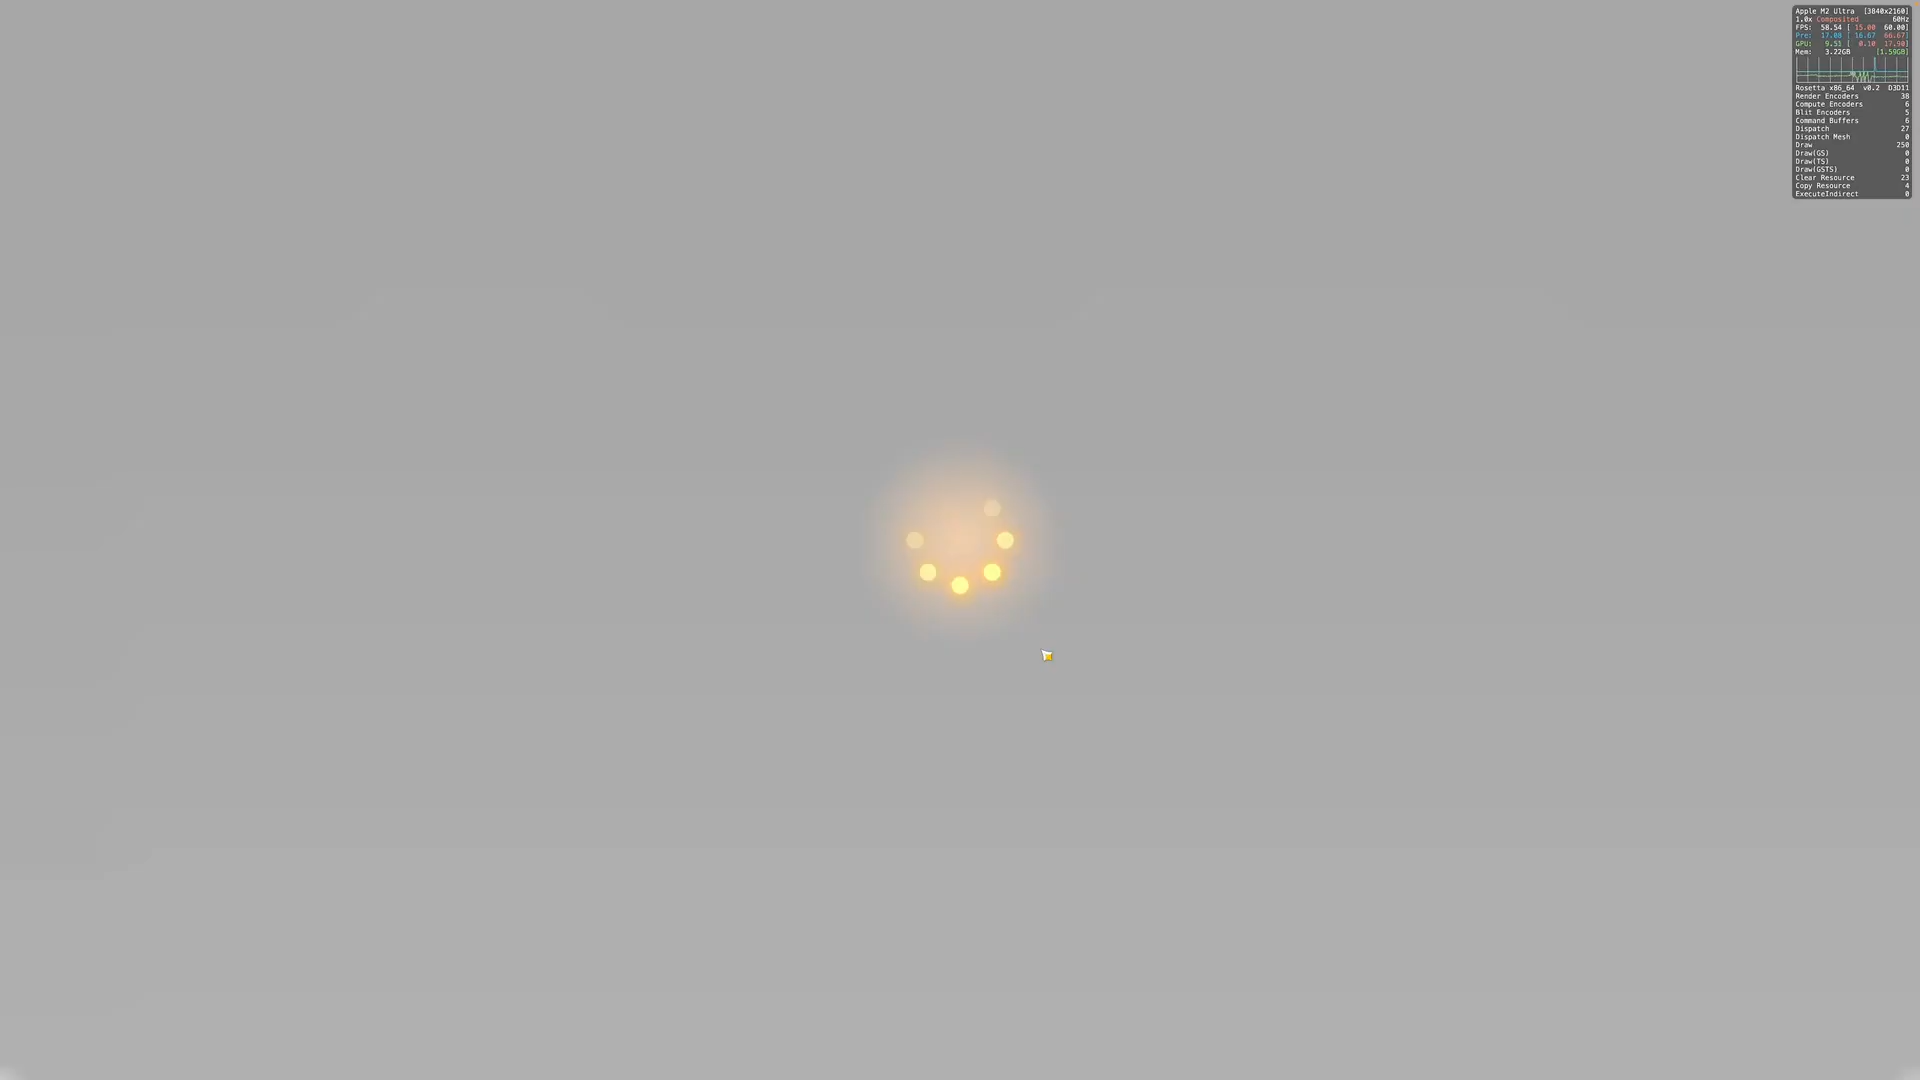 Apple M2 Ultra [3840x2160]
1.0x Composited 60Hz
FPS: 58.54 [ 15.00 60.00]
Pre: 17.08 [ 16.67 66.67]
GPU: 9.51 [ 0.10 17.90]
Mem: 3.22GB [1.59GB]
Rosetta x86_64 v0.2 D3D11
Render Encoders 38
Compute Encoders 6
Blit Encoders 5
Command Buffers 6
Dispatch 27
Dispatch Mesh 0
Draw 250
Draw(GS) 0
Draw(TS) 0
Draw(GSTS) 0
Clear Resource 23
Copy Resource 4
ExecuteIndirect 0